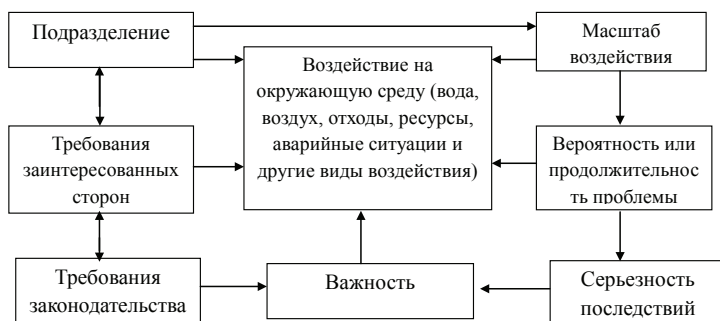 Подразделение
Масштаб
воздействия
Воздействие на
окружающую среду (вода,
воздух, отходы, ресурсы,
аварийные ситуации и
другие виды воздействия)
Требования
заинтересованных
сторон
Вероятность или
продолжительнос
ть проблемы
Требования
законодательства
Важность
Серьезность
последствий